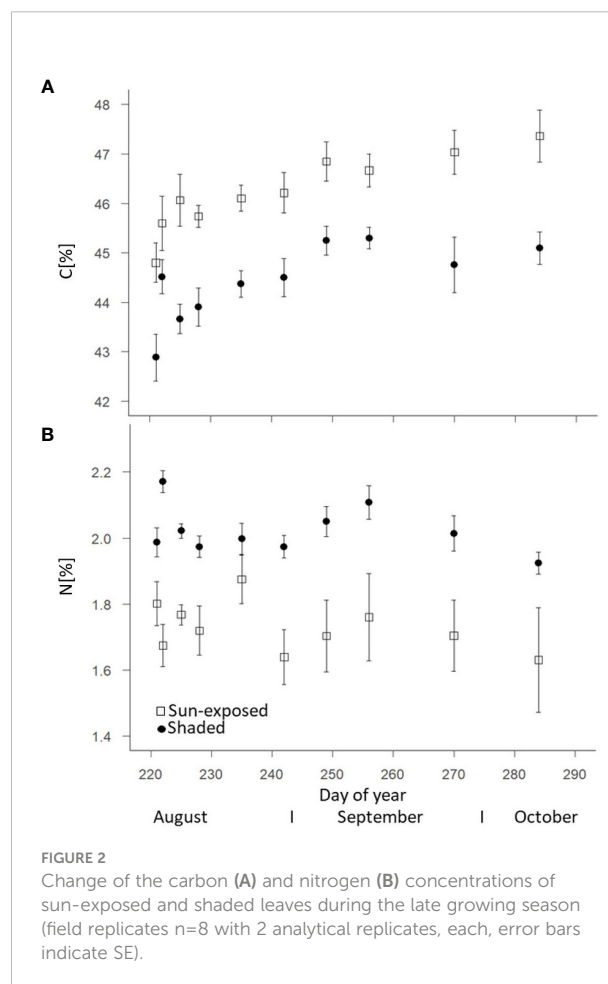 A
48
47
46
45
44
43
42
C[%]
B
2.2
2.0
1.8
1.6
1.4
N[%]
Sun-exposed
Shaded
220 230 240 250 260 270 280 290
Day of year
August | September | October
FIGURE 2
Change of the carbon (A) and nitrogen (B) concentrations of
sun-exposed and shaded leaves during the late growing season
(field replicates n=8 with 2 analytical replicates, each, error bars
indicate SE).